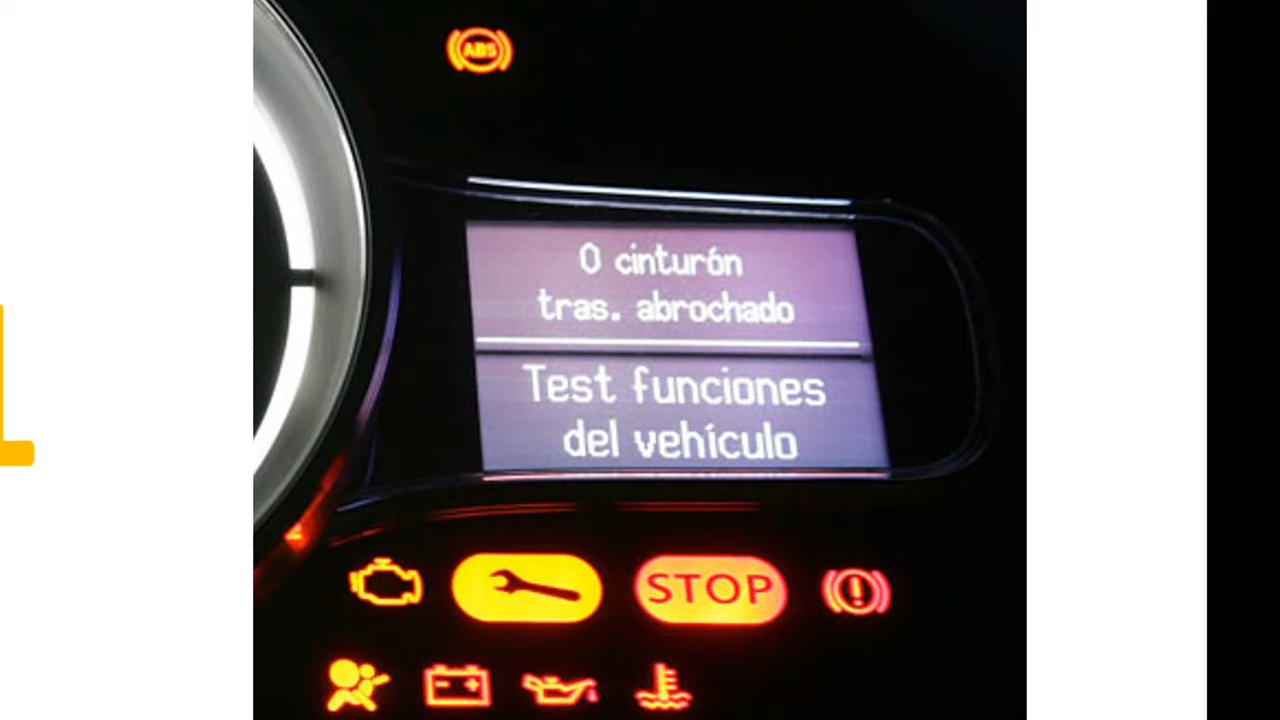 ABS
0 cinturón
tras. abrochado
Test funciones
del vehículo
STOP